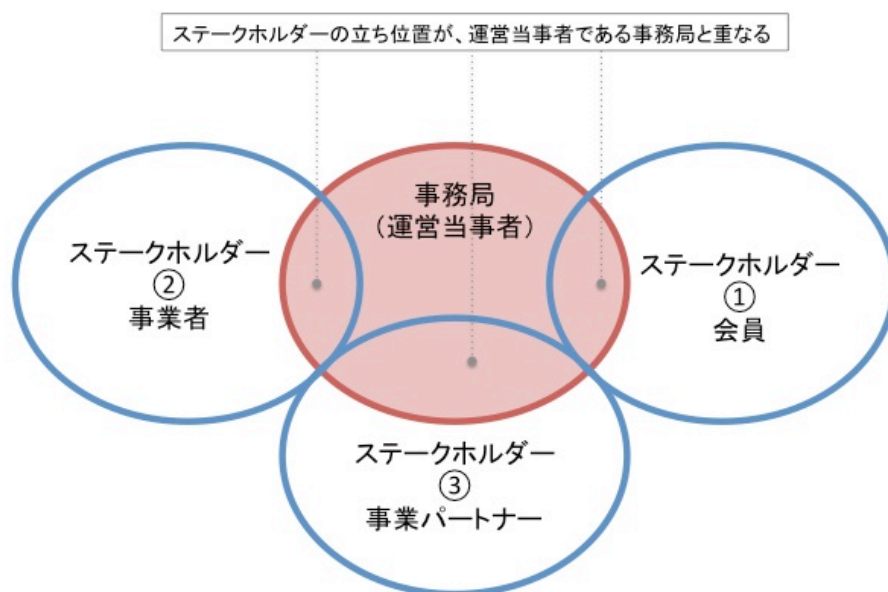 ステークホルダーの立ち位置が、運営当事者である事務局と重なる
事務局
（運営当事者）
ステークホルダー
②
事業者
ステークホルダー
①
会員
ステークホルダー
③
事業パートナー